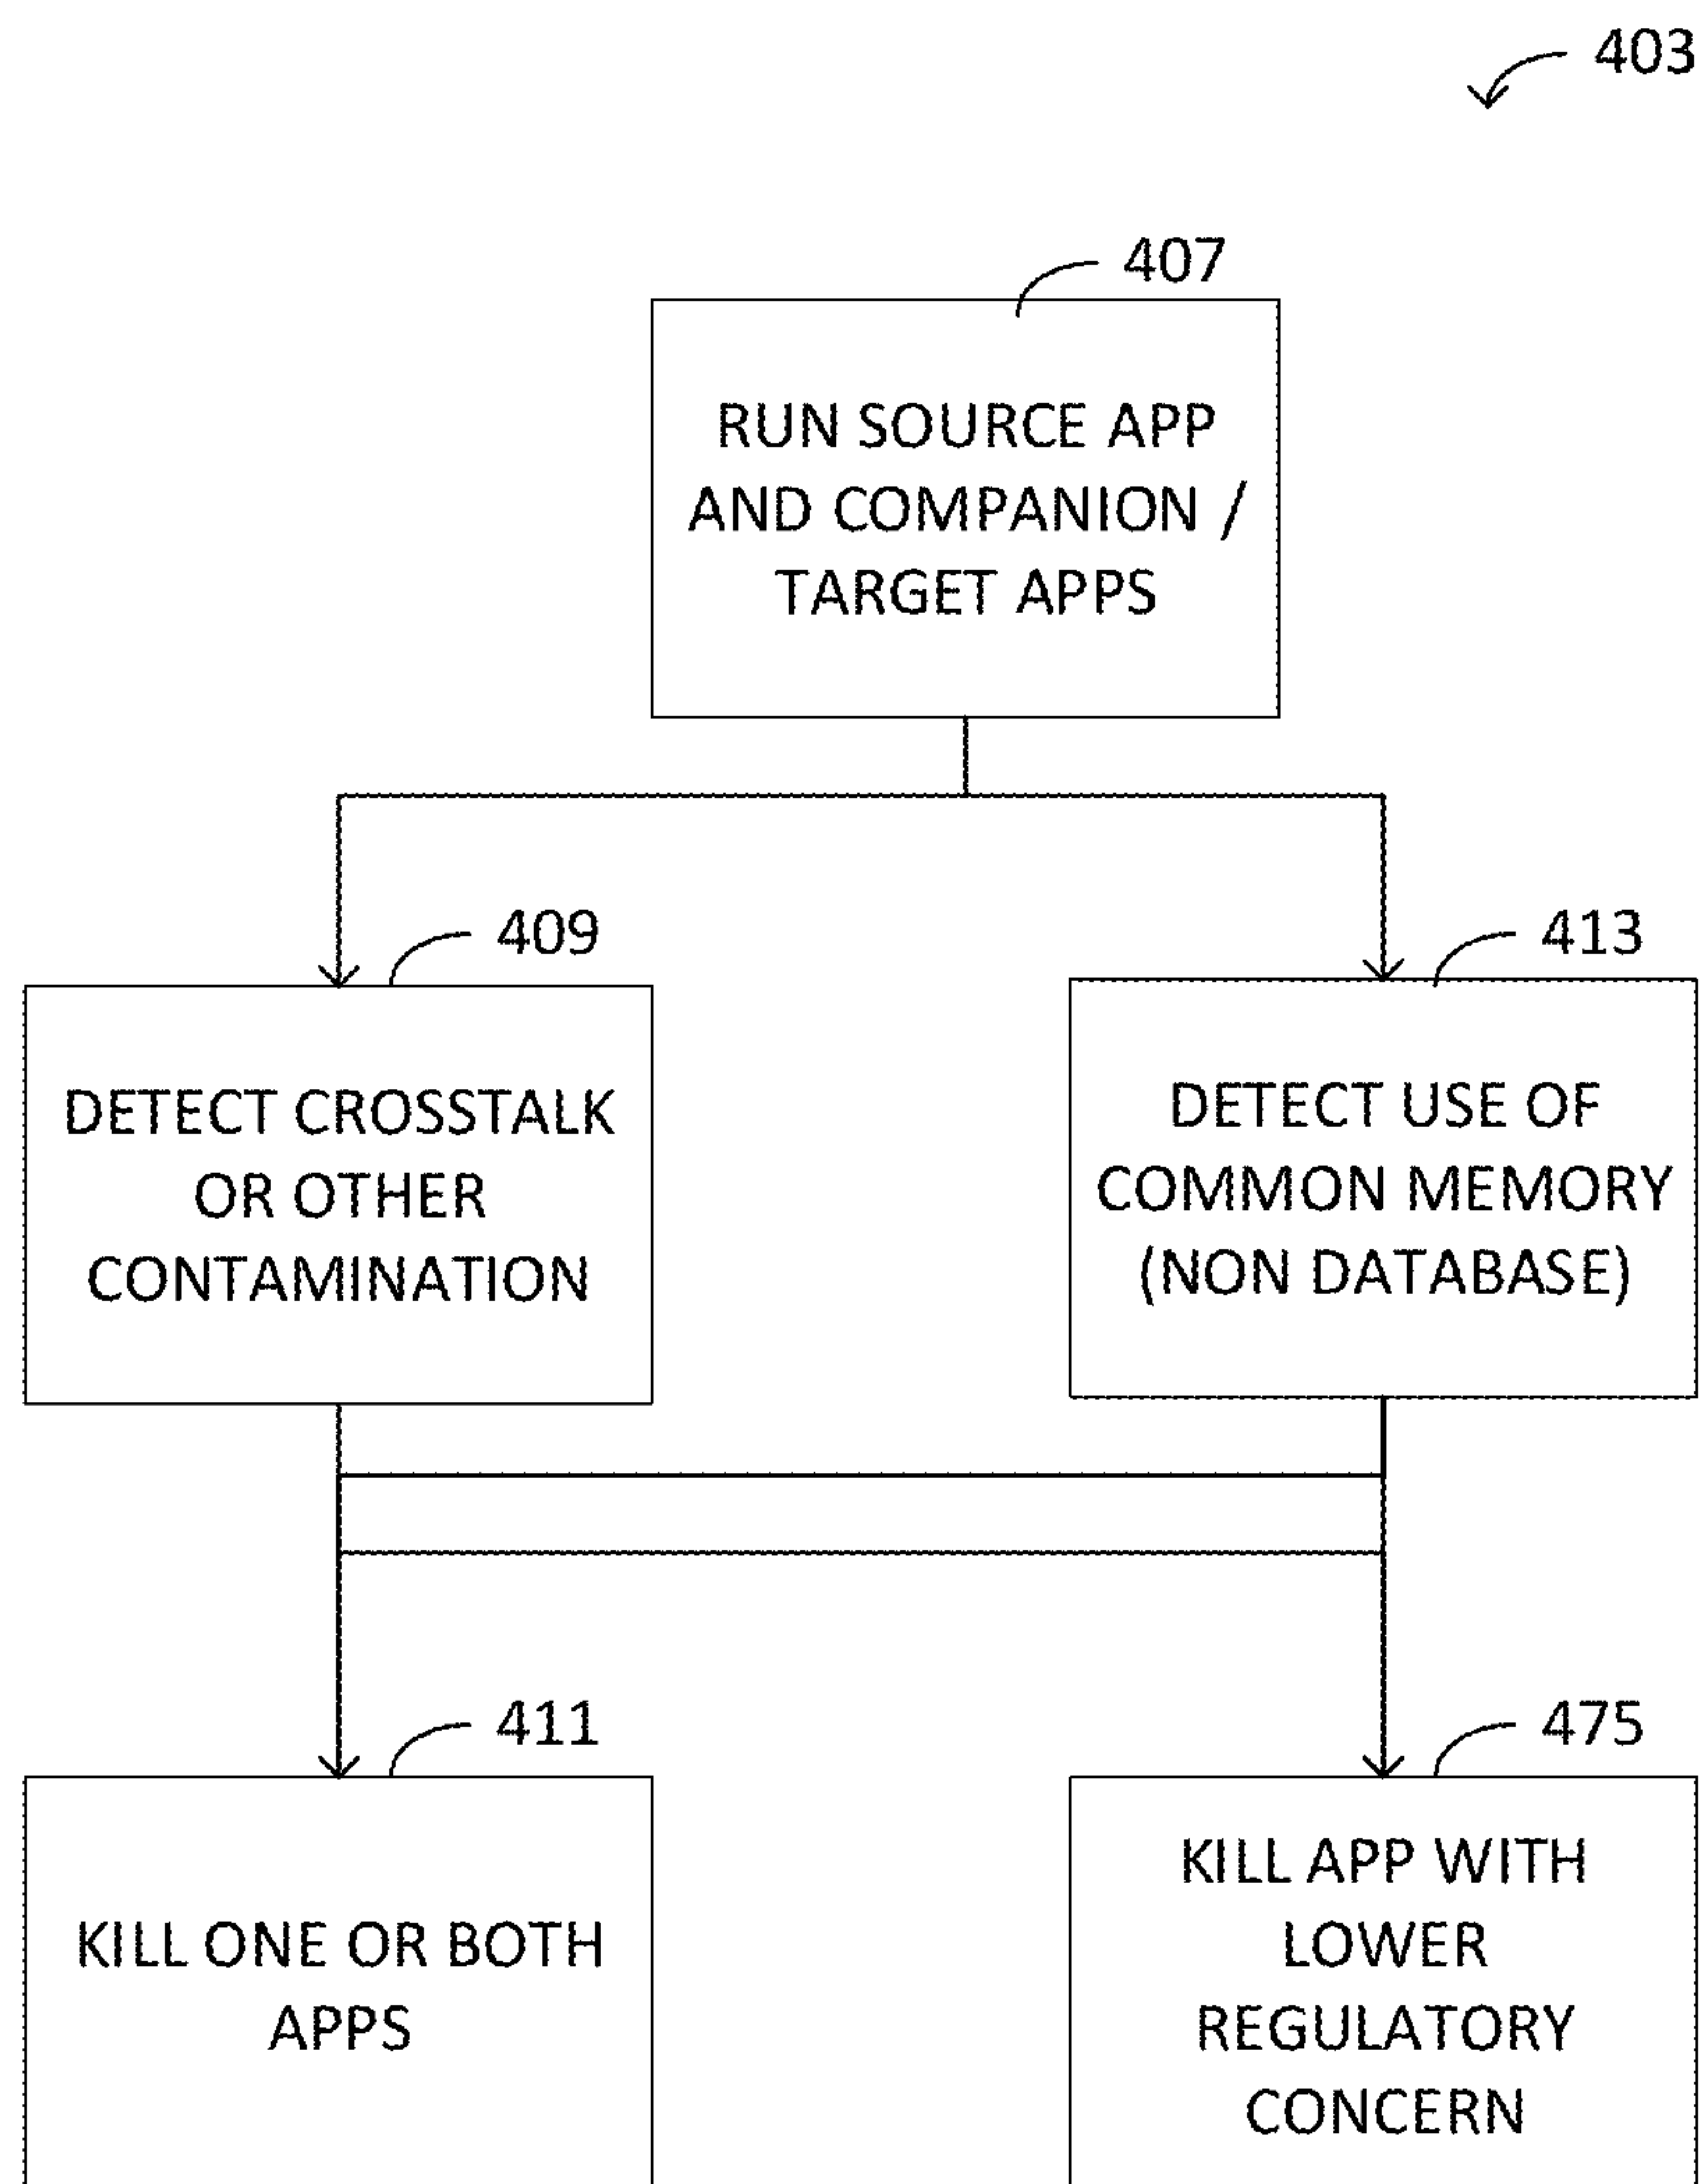 403
407
RUN SOURCE APP
AND COMPANION /
TARGET APPS
409
DETECT CROSSTALK
OR OTHER
CONTAMINATION
413
DETECT USE OF
COMMON MEMORY
(NON DATABASE)
411
KILL ONE OR BOTH
APPS
475
KILL APP WITH
LOWER
REGULATORY
CONCERN